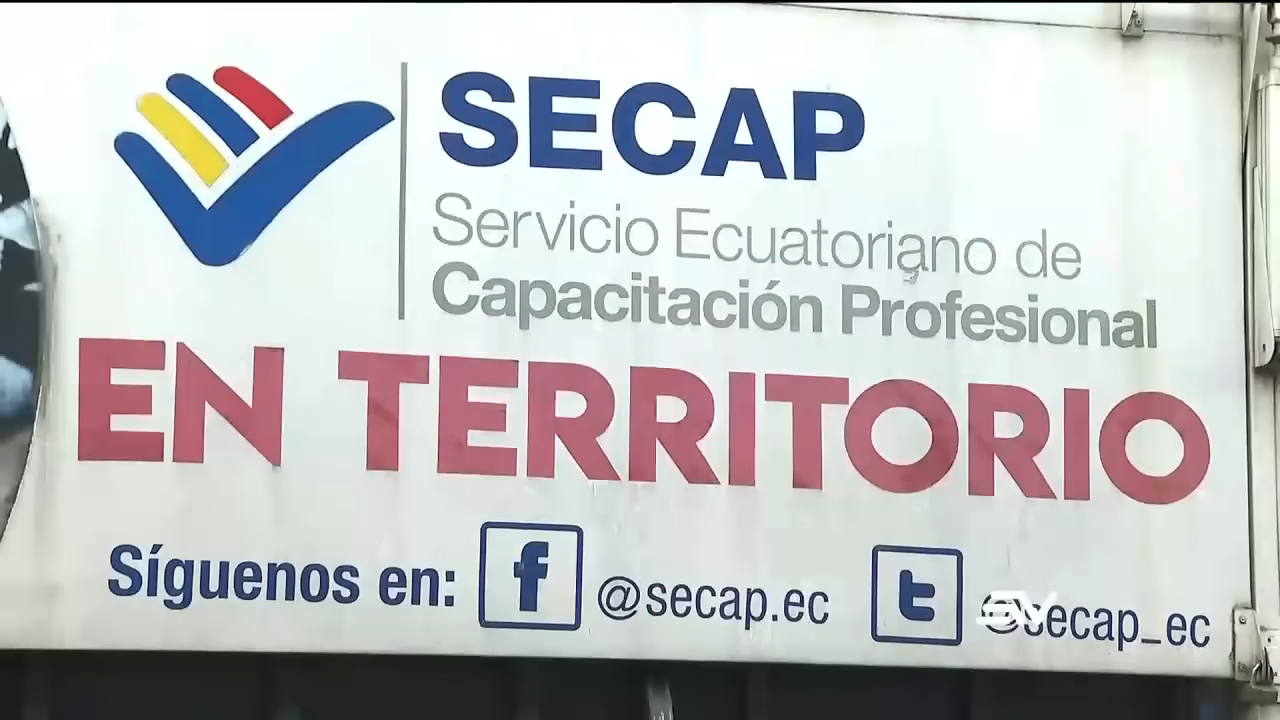 SECAP
Servicio Ecuatoriano de
Capacitación Profesional
EN TERRITORIO
Síguenos en: f @secap.ec t @secap_ec